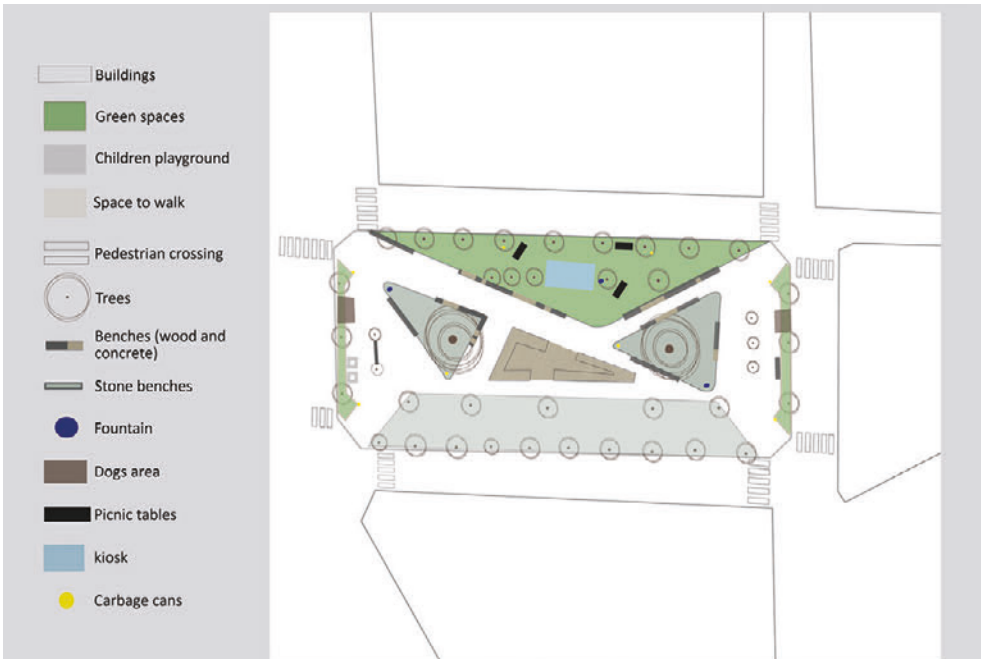 Buildings
Green spaces
Children playground
Space to walk
Pedestrian crossing
Trees
Benches (wood and
concrete)
Stone benches
Fountain
Dogs area
Picnic tables
kiosk
Carbage cans